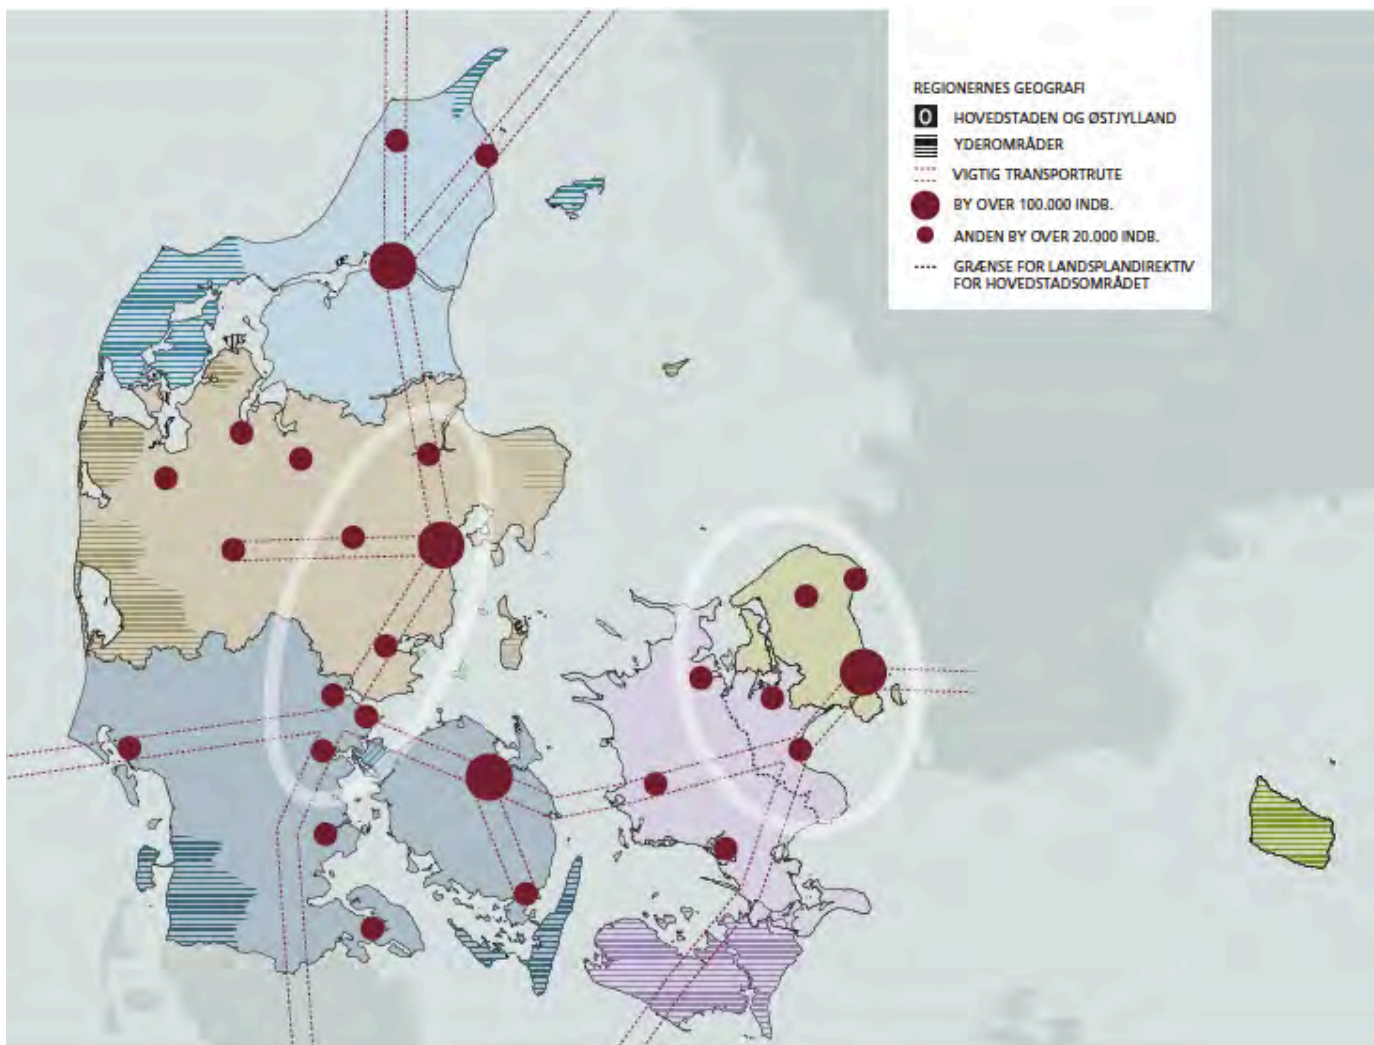 REGIONERNES GEOGRAFI
O HOVEDSTADEN OG ØSTJYLLAND
YDEROMRÅDER
VIGTIG TRANSPORTRUTE
BY OVER 100.000 INDB.
ANDEN BY OVER 20.000 INDB.
GRÆNSE FOR LANDSPLANDIREKTIV
FOR HOVEDSTADSOMRÅDET